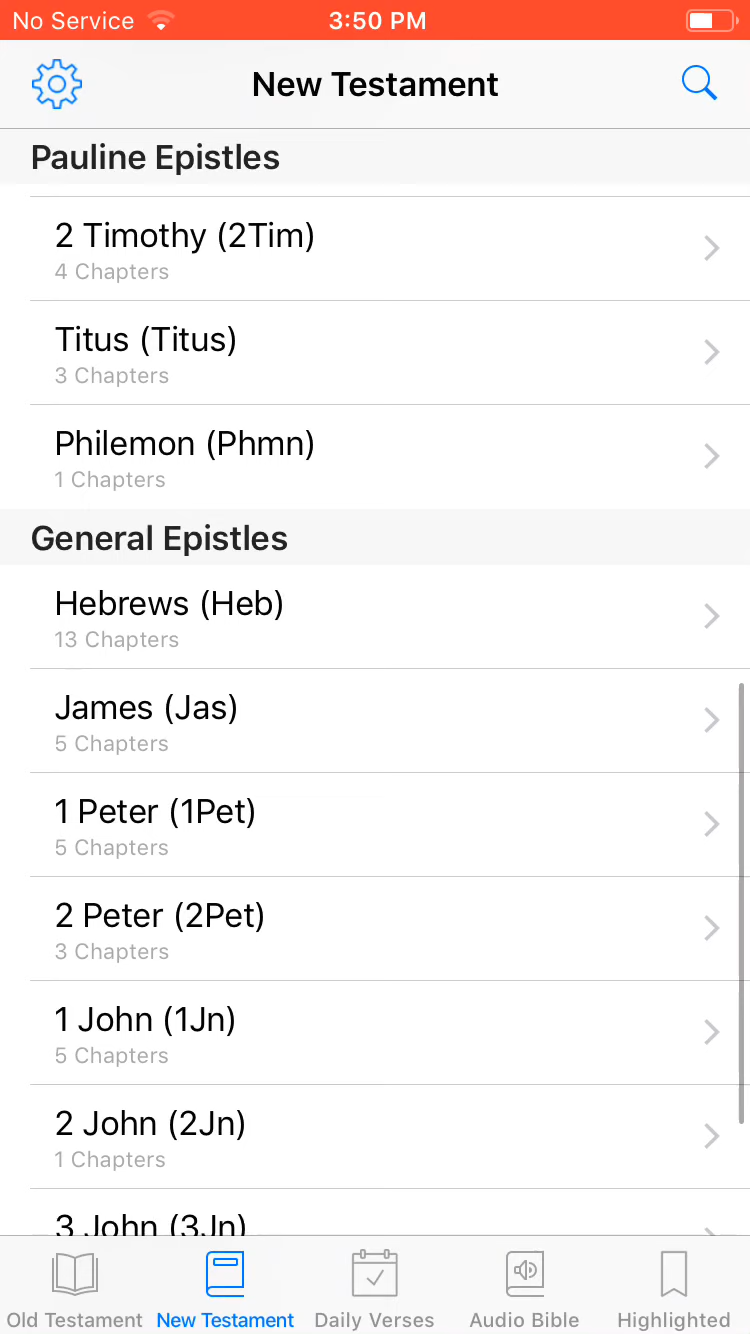 No Service
3:50 PM
New Testament
Pauline Epistles
2 Timothy (2Tim)
4 Chapters
Titus (Titus)
3 Chapters
Philemon (Phmn)
1 Chapters
General Epistles
Hebrews (Heb)
13 Chapters
James (Jas)
5 Chapters
1 Peter (1Pet)
5 Chapters
2 Peter (2Pet)
3 Chapters
1 John (1Jn)
5 Chapters
2 John (2Jn)
1 Chapters
3 John (3Jn)
Old Testament
New Testament
Daily Verses
Audio Bible
Highlighted